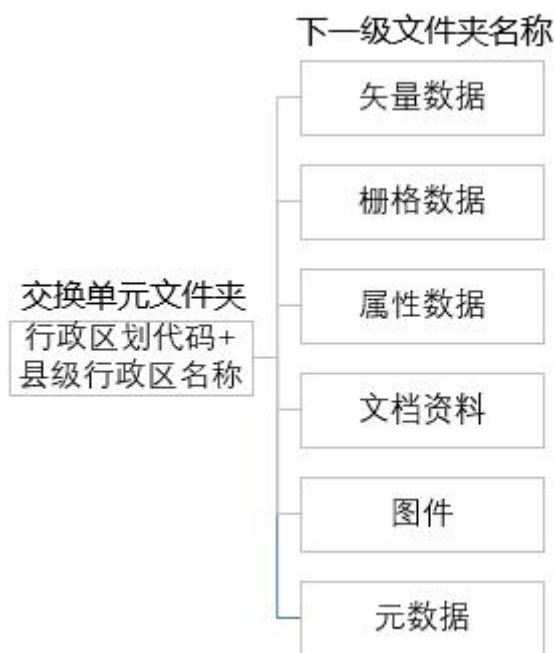 下一级文件夹名称
矢量数据
栅格数据
交换单元文件夹
行政区划代码+
县级行政区名称
属性数据
文档资料
图件
元数据